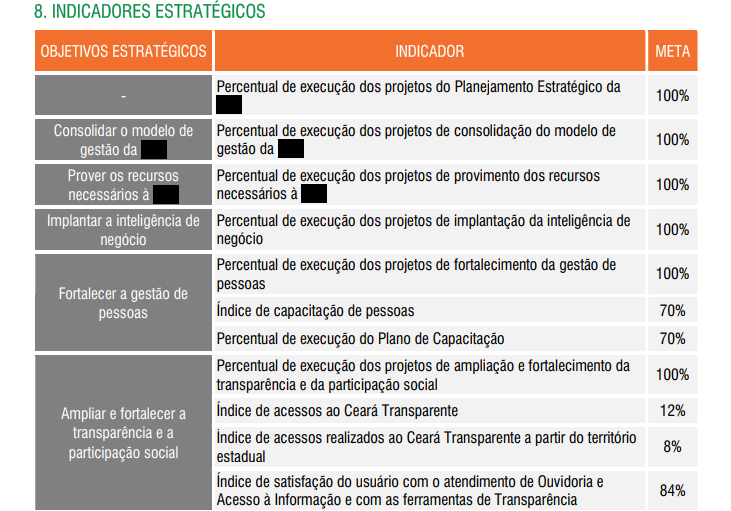 8. INDICADORES ESTRATÉGICOS
OBJETIVOS ESTRATÉGICOS INDICADOR META
-
Percentual de execução dos projetos do Planejamento Estratégico da
100%
Consolidar o modelo de
gestão da
Percentual de execução dos projetos de consolidação do modelo de
gestão da
100%
Prover os recursos
necessários à
Percentual de execução dos projetos de provimento dos recursos
necessários à
100%
Implantar a inteligência de
negócio
Percentual de execução dos projetos de implantação da inteligência de
negócio
100%
Fortalecer a gestão de
pessoas
Percentual de execução dos projetos de fortalecimento da gestão de
pessoas
100%
Índice de capacitação de pessoas
70%
Percentual de execução do Plano de Capacitação
70%
Ampliar e fortalecer a
transparência e a
participação social
Percentual de execução dos projetos de ampliação e fortalecimento da
transparência e da participação social
100%
Índice de acessos ao Ceará Transparente
12%
Índice de acessos realizados ao Ceará Transparente a partir do território
estadual
8%
Índice de satisfação do usuário com o atendimento de Ouvidoria e
Acesso à Informação e com as ferramentas de Transparência
84%